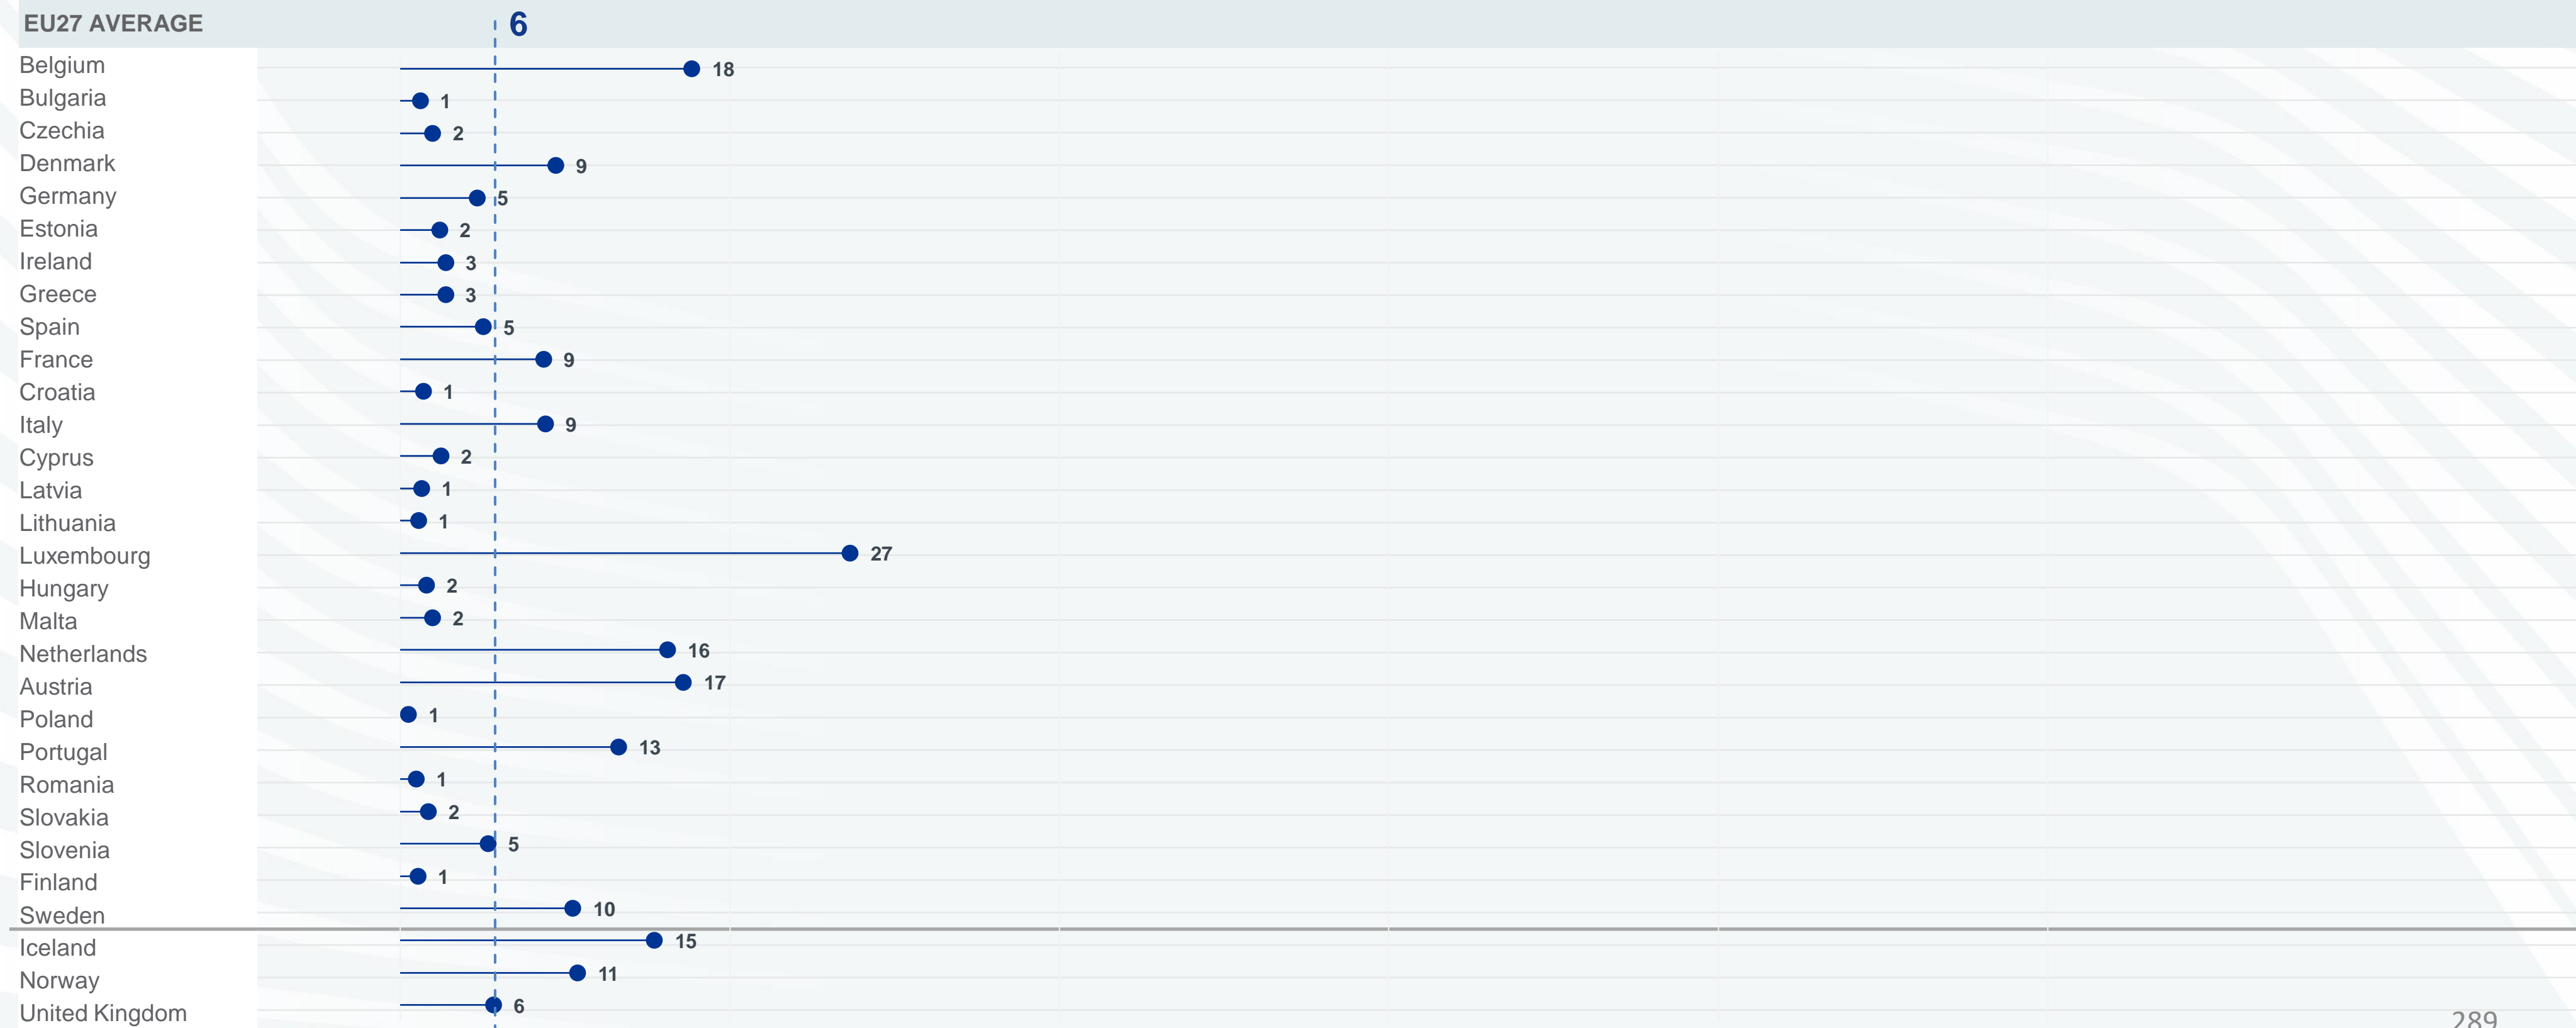 EU27 AVERAGE 6
Belgium 18
Bulgaria 1
Czechia 2
Denmark 9
Germany 5
Estonia 2
Ireland 3
Greece 3
Spain 5
France 9
Croatia 1
Italy 9
Cyprus 2
Latvia 1
Lithuania 1
Luxembourg 27
Hungary 2
Malta 2
Netherlands 16
Austria 17
Poland 1
Portugal 13
Romania 1
Slovakia 2
Slovenia 5
Finland 1
Sweden 10
Iceland 15
Norway 11
United Kingdom 6
289